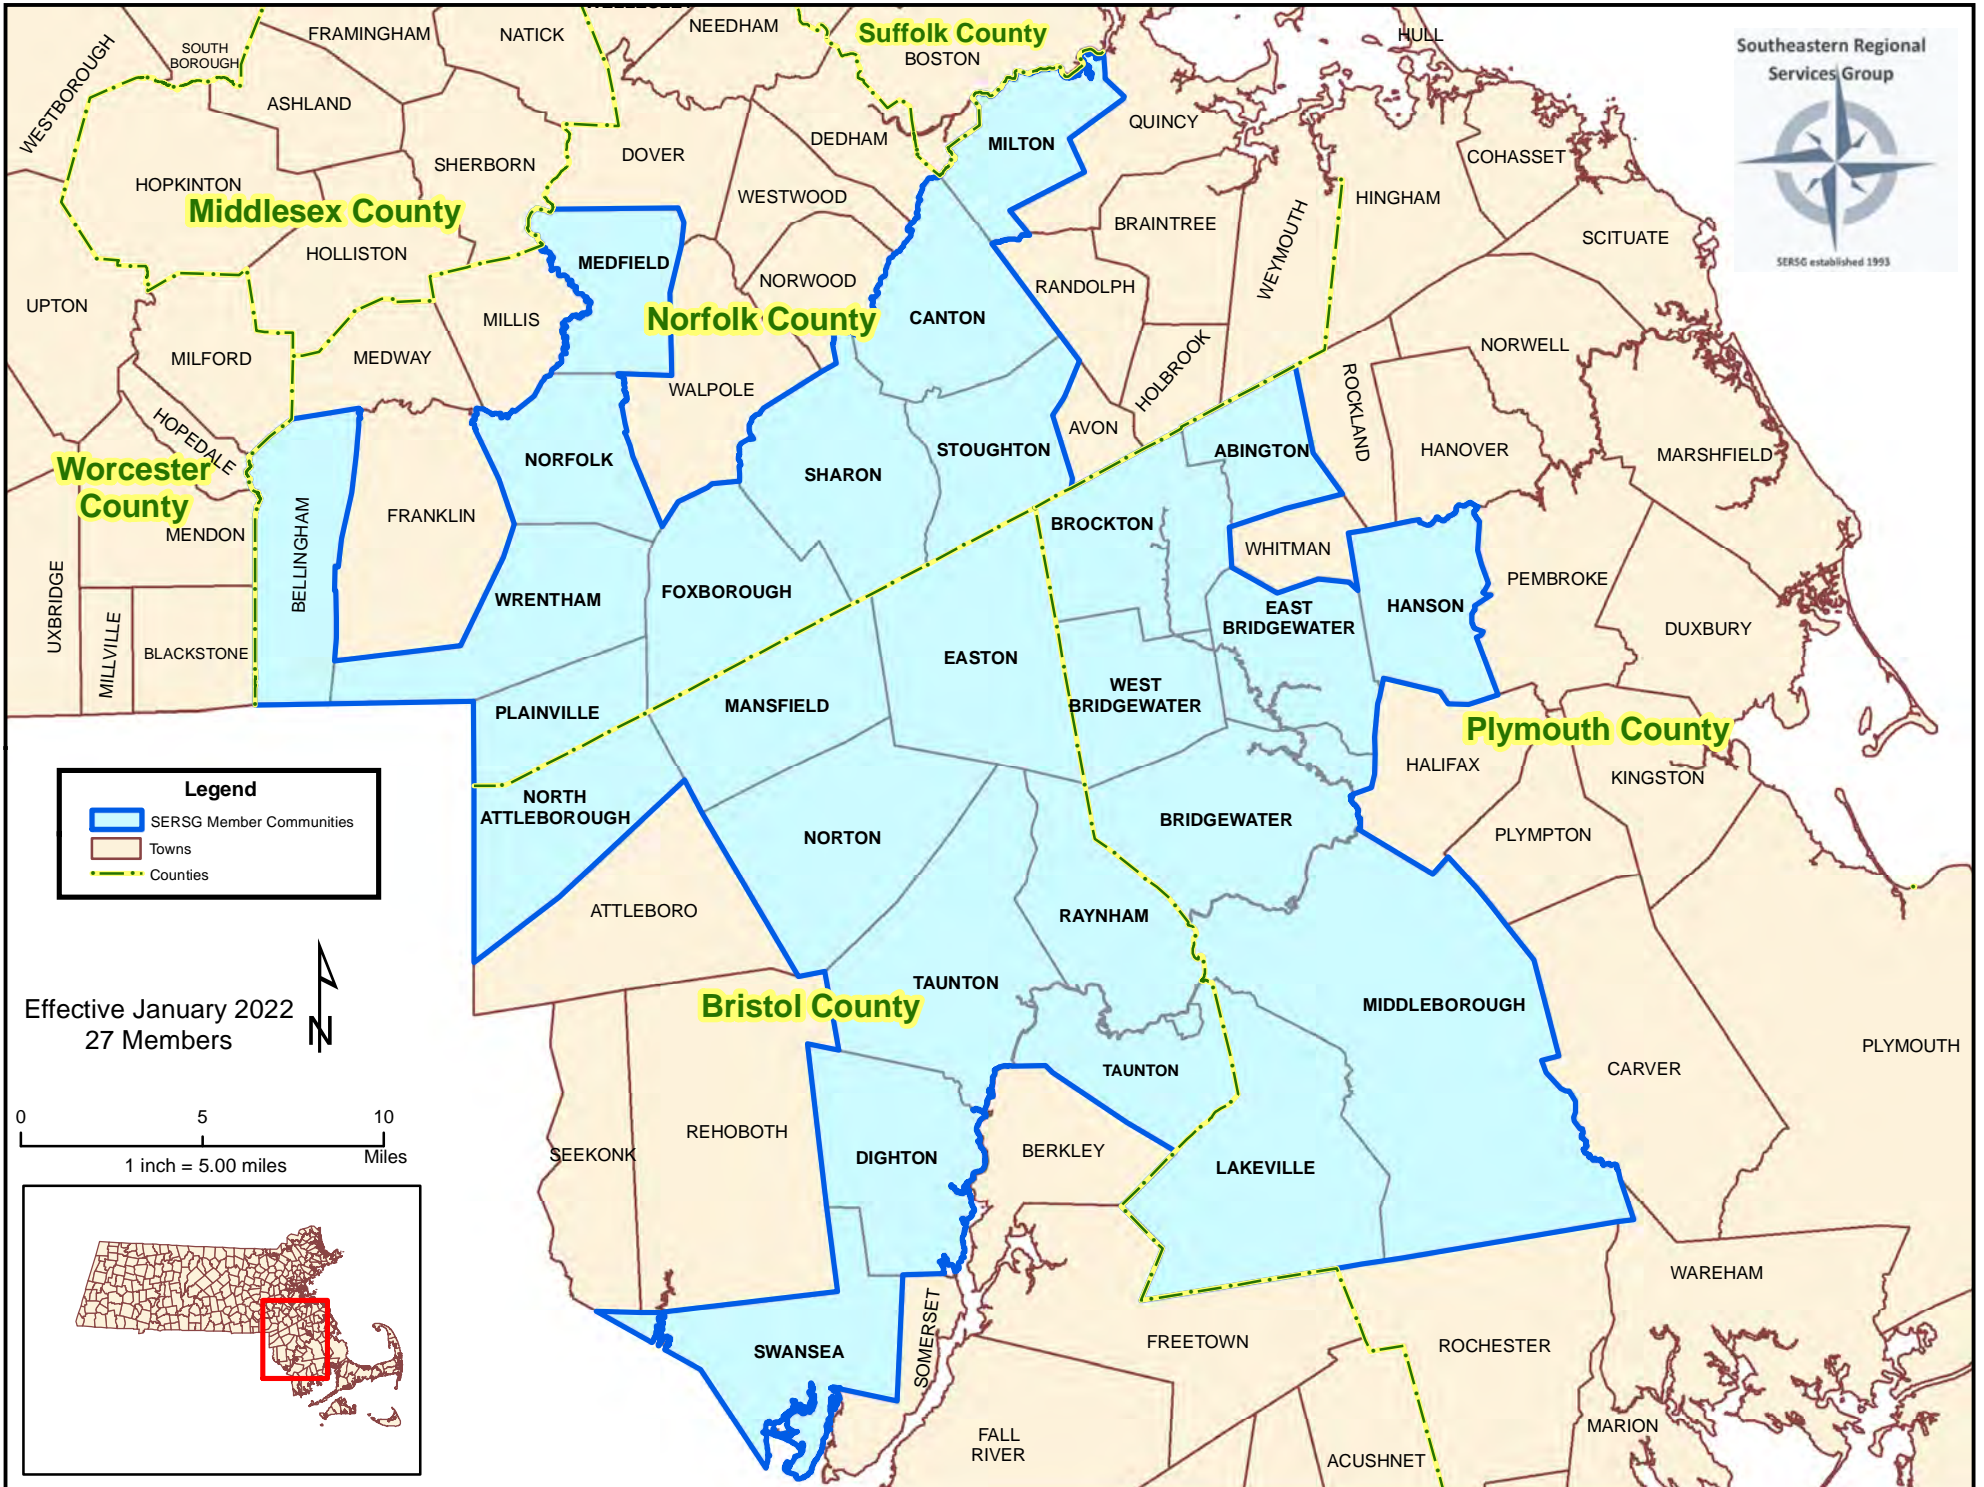 Suffolk County
Middlesex County
Norfolk County
Worcester
County
Plymouth County
Bristol County
WESTBOROUGH
SOUTH
BOROUGH
FRAMINGHAM
NATICK
NEEDHAM
BOSTON
HULL
ASHLAND
SHERBORN
DOVER
DEDHAM
MILTON
QUINCY
COHASSET
HOPKINTON
WESTWOOD
BRAINTREE
WEYMOUTH
HINGHAM
SCITUATE
HOLLISTON
MEDFIELD
NORWOOD
RANDOLPH
UPTON
MILLIS
CANTON
MILFORD
MEDWAY
WALPOLE
HOLBROOK
ROCKLAND
NORWELL
HOPEDALE
AVON
NORFOLK
SHARON
STOUGHTON
ABINGTON
HANOVER
MARSHFIELD
MENDON
BELLINGHAM
FRANKLIN
BROCKTON
WHITMAN
UXBRIDGE
MILLVILLE
BLACKSTONE
WRENTHAM
FOXBOROUGH
EASTON
EAST
BRIDGEWATER
HANSON
PEMBROKE
DUXBURY
PLAINVILLE
MANSFIELD
WEST
BRIDGEWATER
HALIFAX
KINGSTON
NORTH
ATTLEBOROUGH
NORTON
BRIDGEWATER
PLYMPTON
ATTLEBORO
RAYNHAM
TAUNTON
MIDDLEBOROUGH
PLYMOUTH
TAUNTON
CARVER
SEEKONK
REHOBOTH
DIGHTON
BERKLEY
LAKEVILLE
WAREHAM
SWANSEA
SOMERSET
FREETOWN
ROCHESTER
FALL
RIVER
ACUSHNET
MARION
Southeastern Regional
Services Group
SERSG established 1993
Legend
SERSG Member Communities
Towns
Counties
Effective January 2022
27 Members
N
0 5 10
Miles
1 inch = 5.00 miles